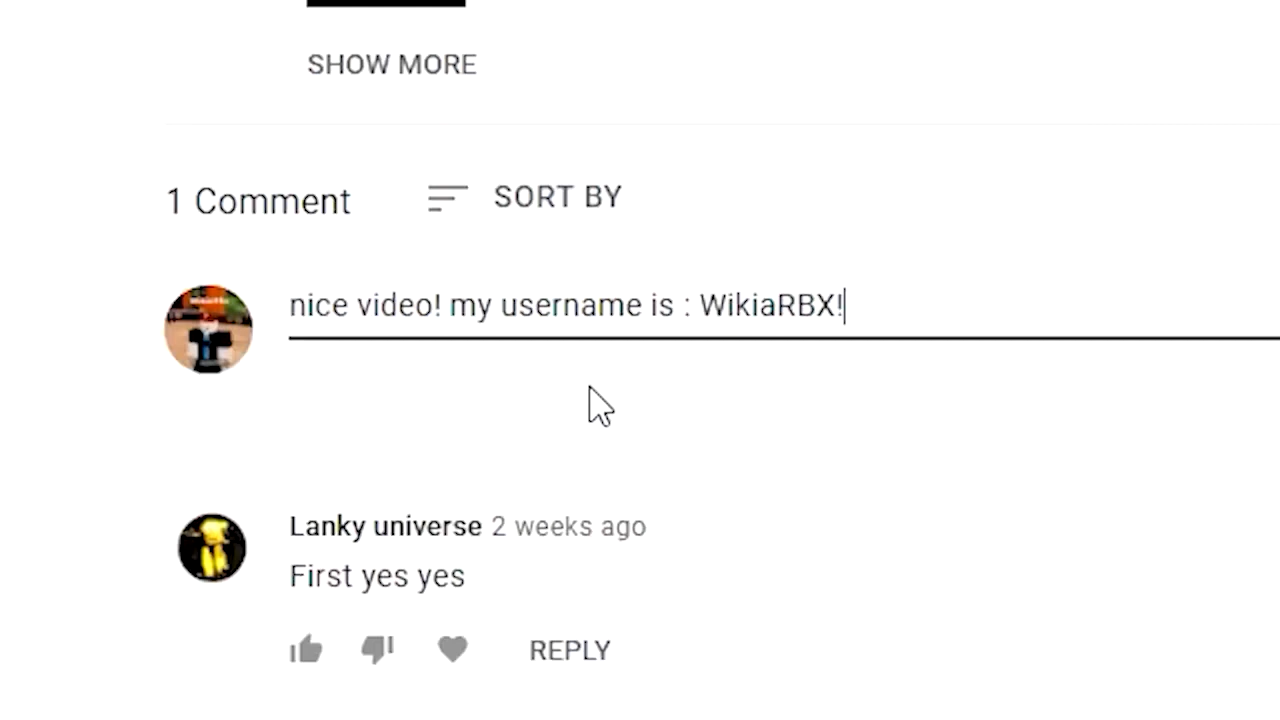 SHOW MORE
1 Comment
SORT BY
nice video! my username is : WikiaRBX!
Lanky universe 2 weeks ago
First yes yes
REPLY